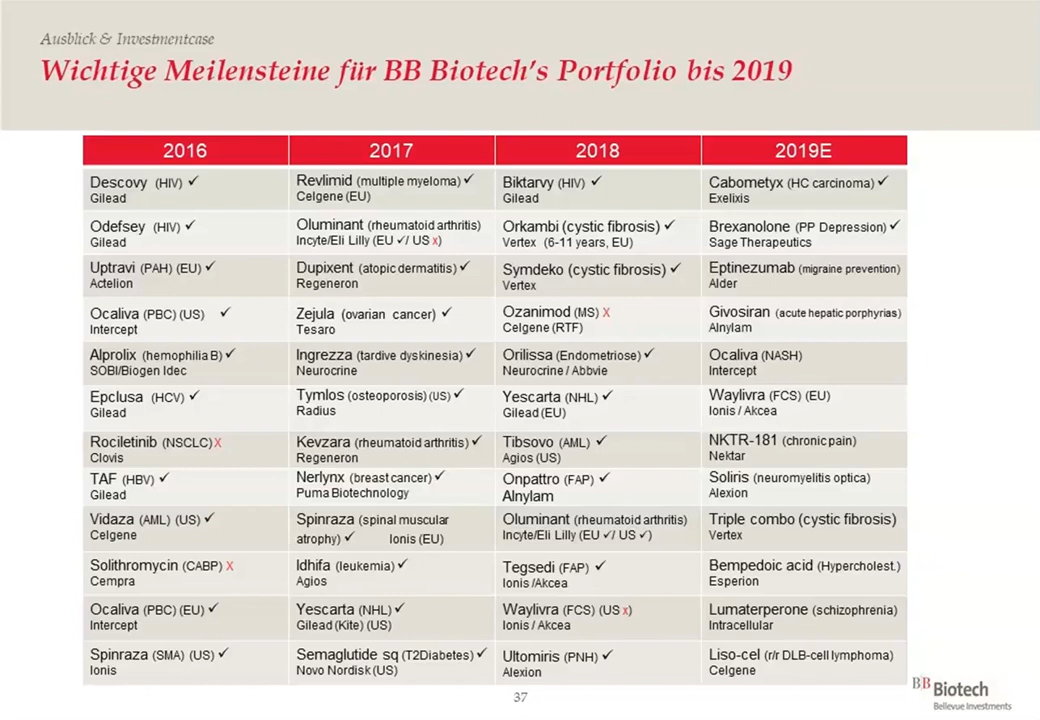 Ausblick & Investmentcase
Wichtige Meilensteine für BB Biotech's Portfolio bis 2019
2016 2017 2018 2019E
Descovy (HIV) ✓
Gilead
Revlimid (multiple myeloma) ✓
Celgene (EU)
Biktarvy (HIV) ✓
Gilead
Cabometyx (HC carcinoma) ✓
Exelixis
Odefsey (HIV) ✓
Gilead
Oluminant (rheumatoid arthritis)
Incyte/Eli Lilly (EU ✓/ US x)
Orkambi (cystic fibrosis) ✓
Vertex (6-11 years, EU)
Brexanolone (PP Depression) ✓
Sage Therapeutics
Uptravi (PAH) (EU) ✓
Actelion
Dupixent (atopic dermatitis) ✓
Regeneron
Symdeko (cystic fibrosis) ✓
Vertex
Eptinezumab (migraine prevention)
Alder
Ocaliva (PBC) (US) ✓
Intercept
Zejula (ovarian cancer) ✓
Tesaro
Ozanimod (MS) X
Celgene (RTF)
Givosiran (acute hepatic porphyrias)
Alnylam
Alprolix (hemophilia B) ✓
SOBI/Biogen Idec
Ingrezza (tardive dyskinesia) ✓
Neurocrine
Orilissa (Endometriose) ✓
Neurocrine / Abbvie
Ocaliva (NASH)
Intercept
Epclusa (HCV) ✓
Gilead
Tymlos (osteoporosis) (US) ✓
Radius
Yescarta (NHL) ✓
Gilead (EU)
Waylivra (FCS) (EU)
Ionis / Akcea
Rociletinib (NSCLC) X
Clovis
Kevzara (rheumatoid arthritis) ✓
Regeneron
Tibsovo (AML) ✓
Agios (US)
NKTR-181 (chronic pain)
Nektar
TAF (HBV) ✓
Gilead
Nerlynx (breast cancer) ✓
Puma Biotechnology
Onpattro (FAP) ✓
Alnylam
Soliris (neuromyelitis optica)
Alexion
Vidaza (AML) (US) ✓
Celgene
Spinraza (spinal muscular
atrophy) ✓ Ionis (EU)
Oluminant (rheumatoid arthritis)
Incyte/Eli Lilly (EU ✓/ US ✓)
Triple combo (cystic fibrosis)
Vertex
Solithromycin (CABP) X
Cempra
Idhifa (leukemia) ✓
Agios
Tegsedi (FAP) ✓
Ionis /Akcea
Bempedoic acid (Hypercholest.)
Esperion
Ocaliva (PBC) (EU) ✓
Intercept
Yescarta (NHL) ✓
Gilead (Kite) (US)
Waylivra (FCS) (US x)
Ionis / Akcea
Lumaterperone (schizophrenia)
Intracellular
Spinraza (SMA) (US) ✓
Ionis
Semaglutide sq (T2Diabetes) ✓
Novo Nordisk (US)
Ultomiris (PNH) ✓
Alexion
Liso-cel (r/r DLB-cell lymphoma)
Celgene
37
BB Biotech
Bellevue Investments